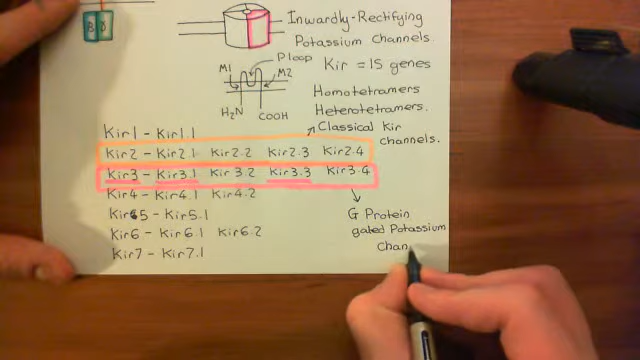 β γ
Inwardly-Rectifying
Potassium Channels.
P loop
M1
M2
Kir = 15 genes
H₂N
COOH
Homotetramers
Heterotetramers.
Classical Kir
channels.
Kir1 - Kir1.1
Kir2 - Kir2.1 Kir2.2 Kir2.3 Kir2.4
Kir3 - Kir3.1 Kir3.2 Kir3.3 Kir3.4
Kir4 - Kir4.1 Kir4.2
Kir5 - Kir5.1
Kir6 - Kir6.1 Kir6.2
Kir7 - Kir7.1
G Protein
gated Potassium
Chan